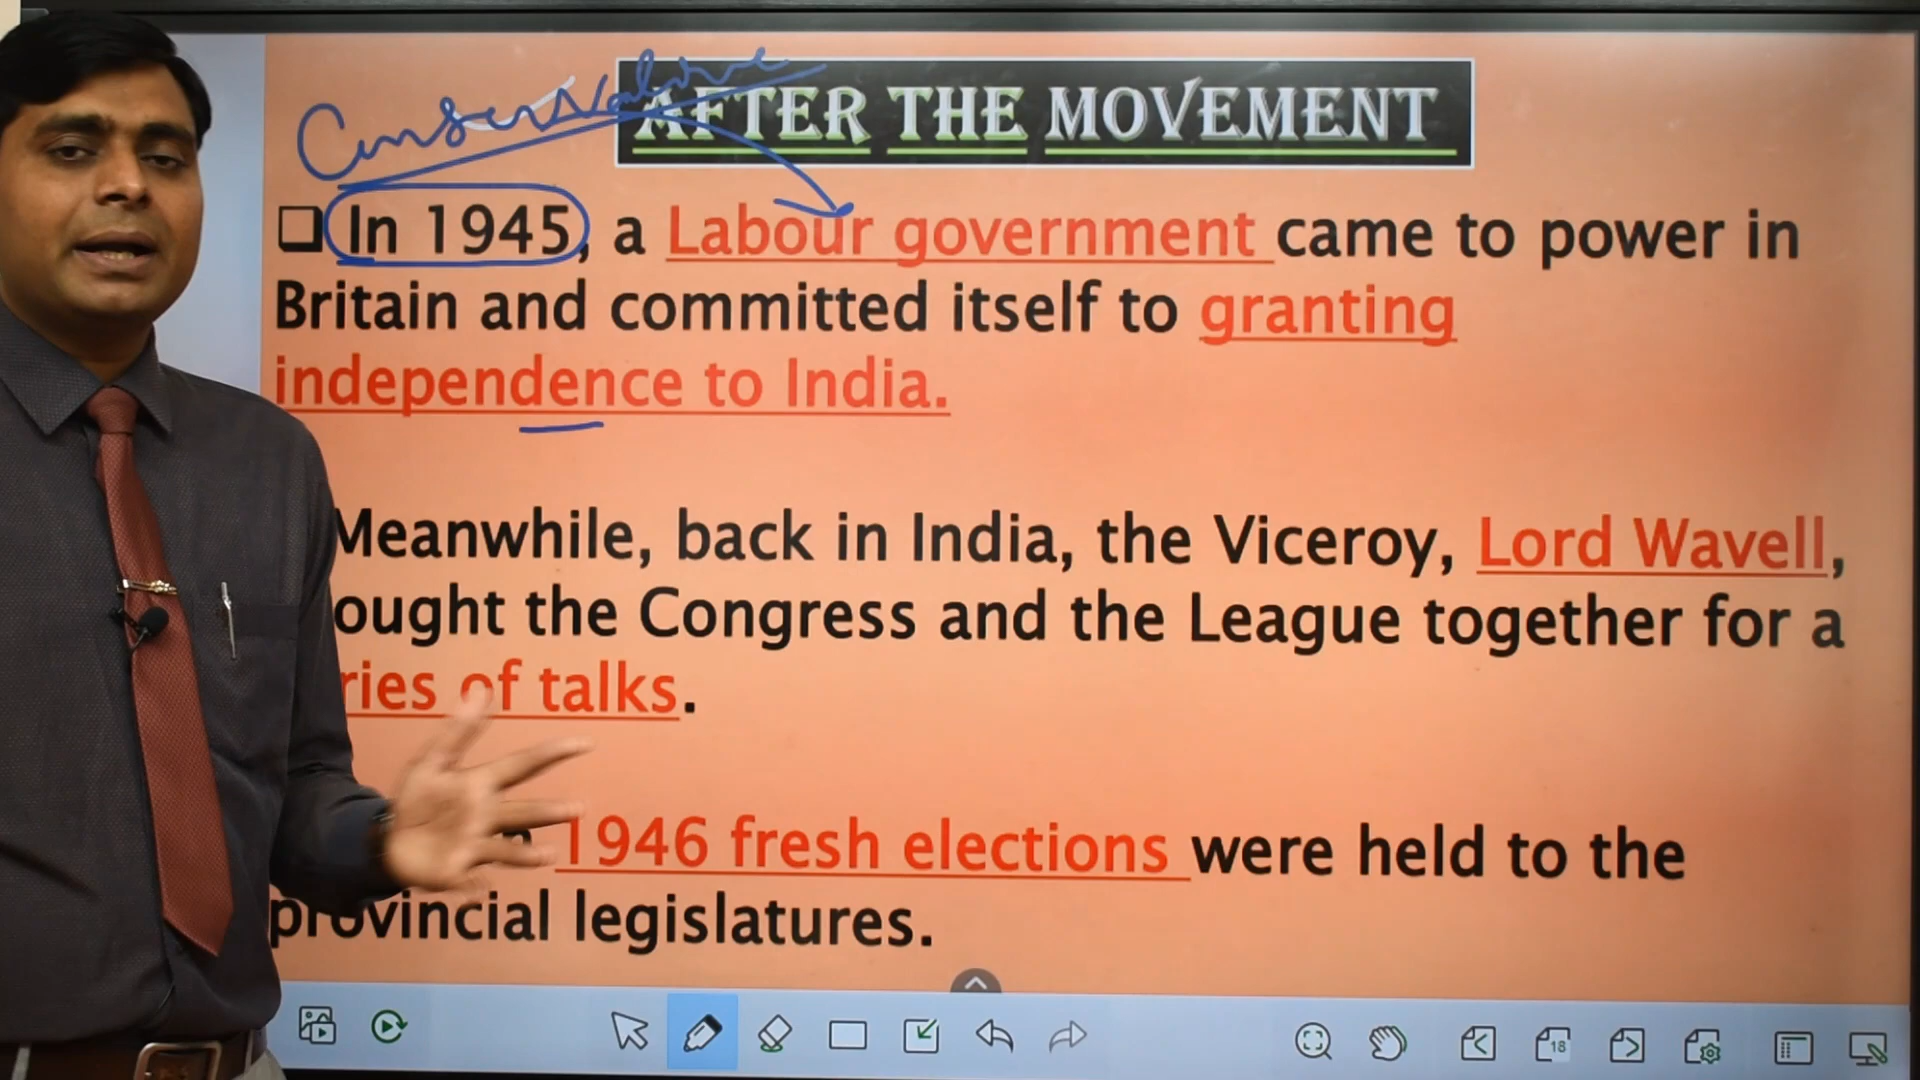 Conservative
AFTER THE MOVEMENT
In 1945, a Labour government came to power in
Britain and committed itself to granting
independence to India.
Meanwhile, back in India, the Viceroy, Lord Wavell,
ought the Congress and the League together for a
ries of talks.
1946 fresh elections were held to the
provincial legislatures.
18